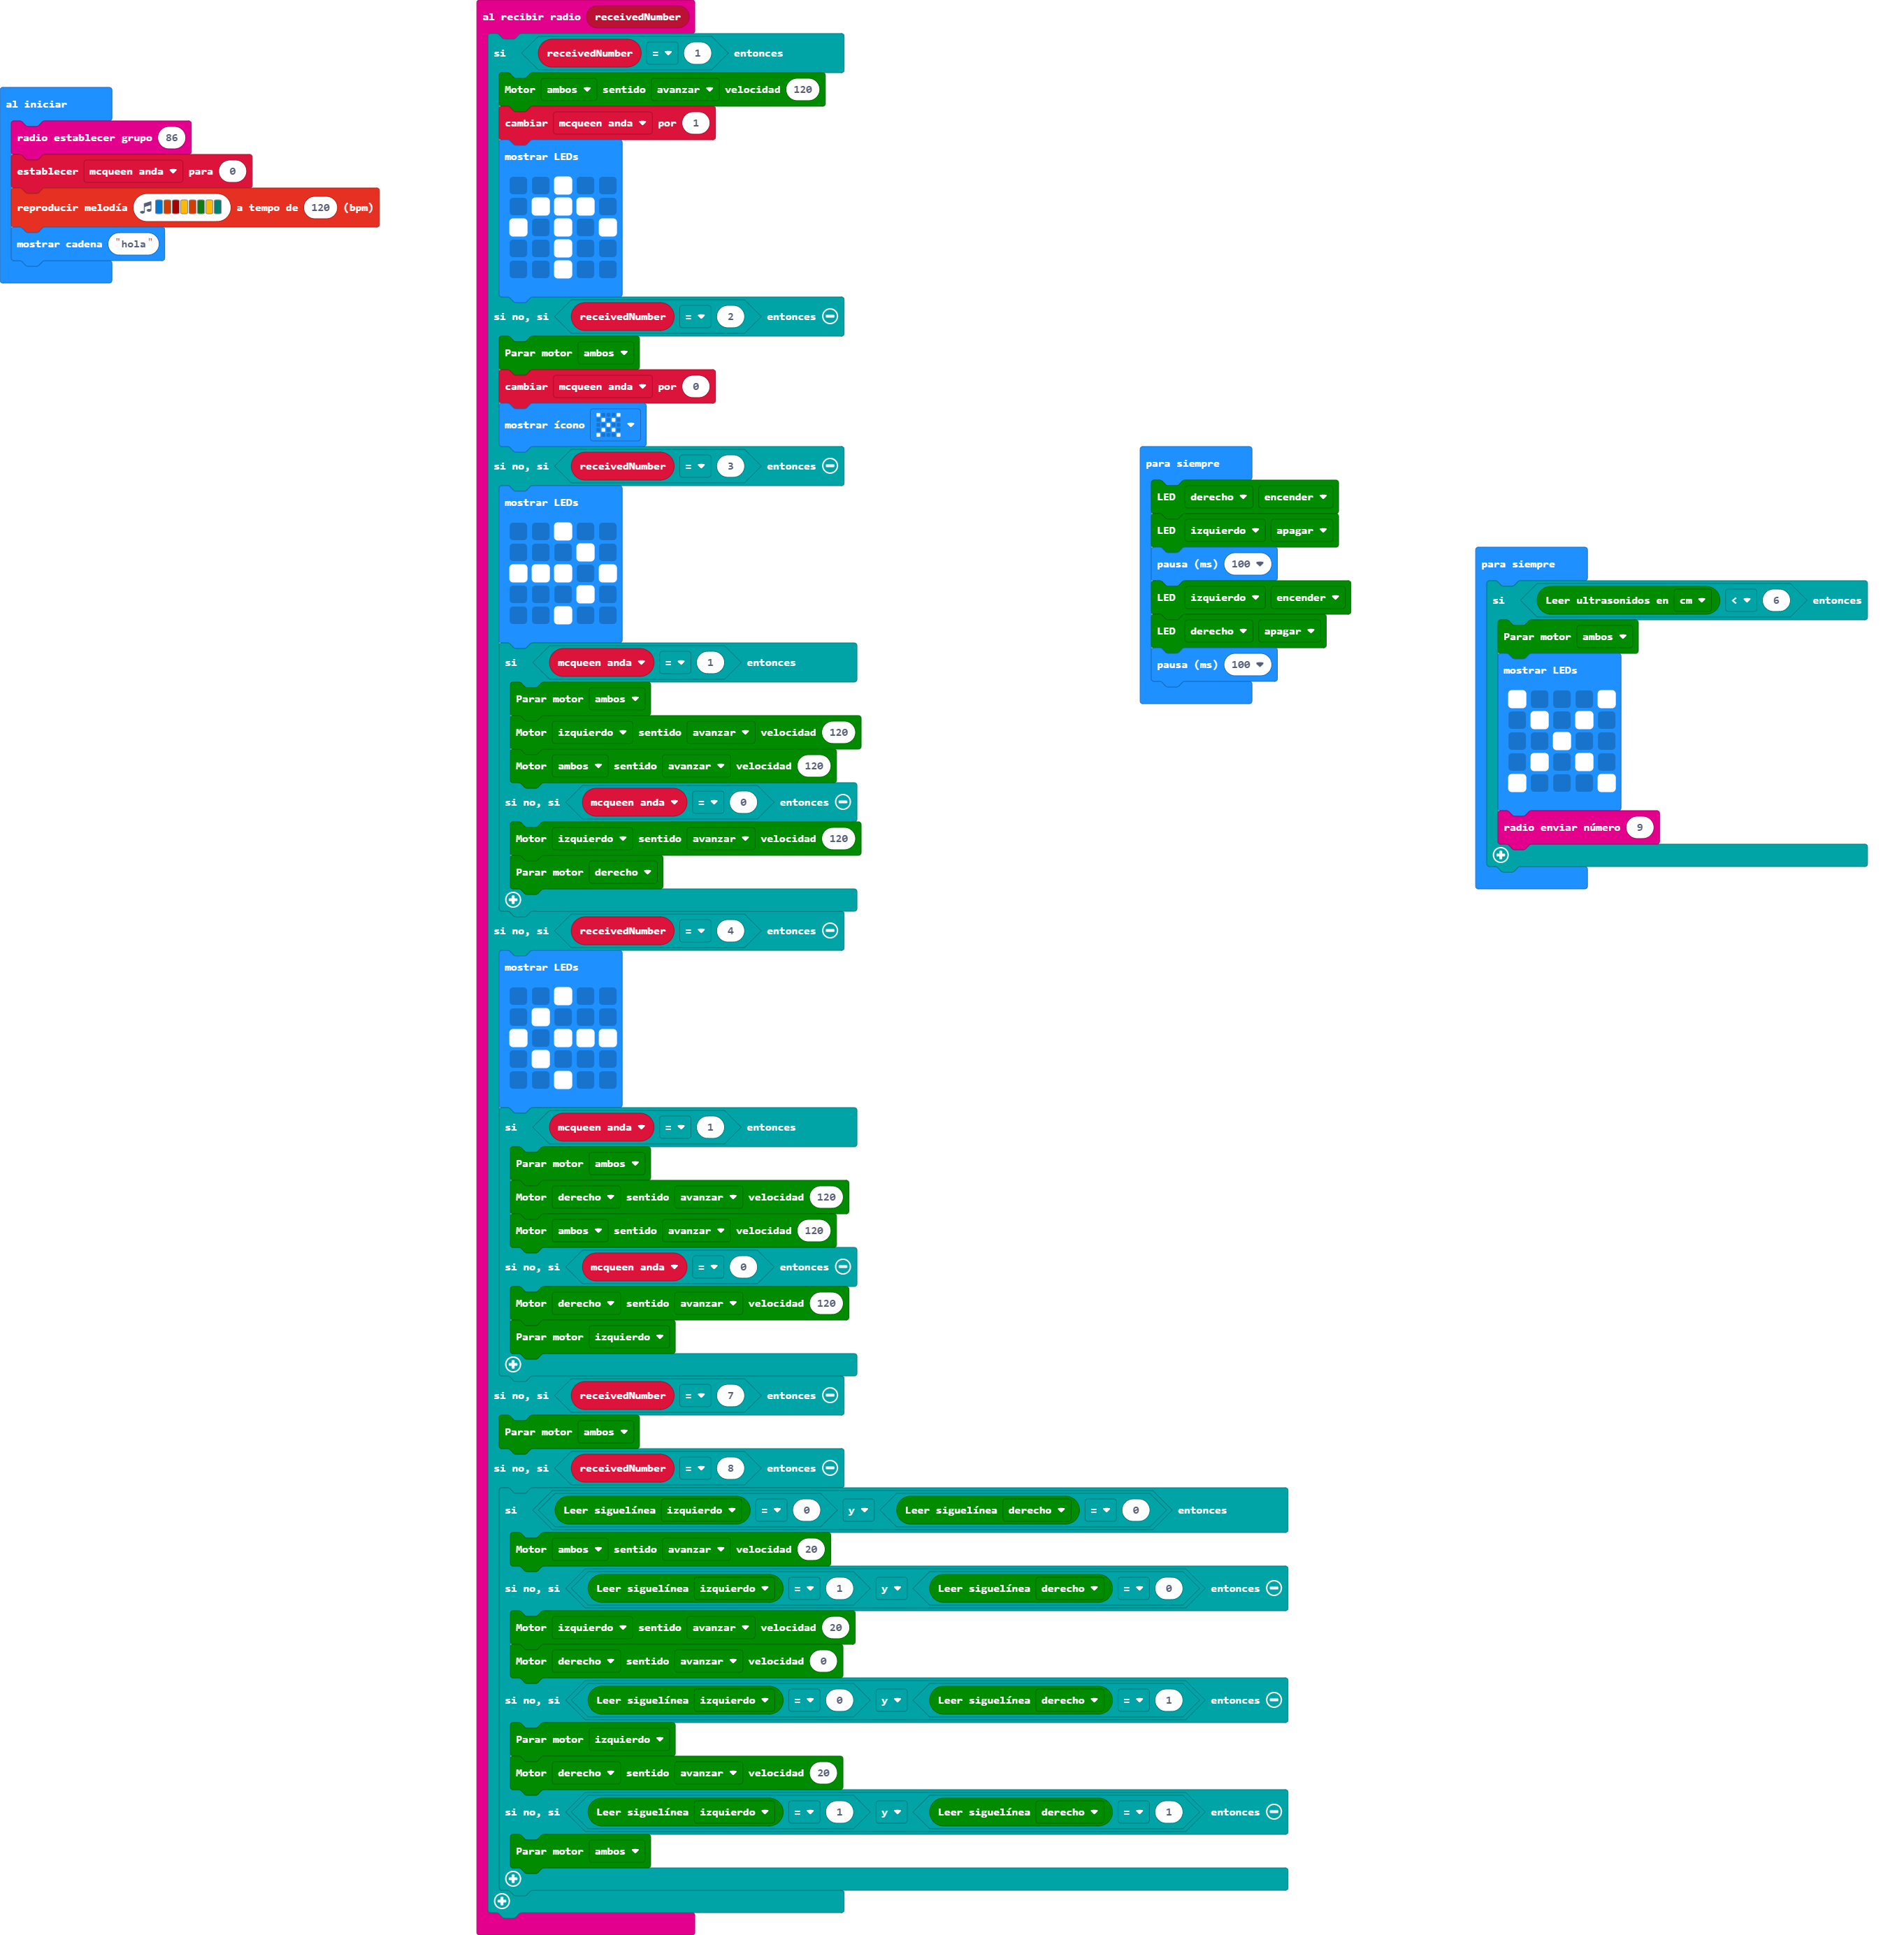 al iniciar
radio establecer grupo 86
establecer mcqueen anda para 0
reproducir melodía a tempo de 120 (bpm)
mostrar cadena "hola"
al recibir radio receivedNumber
si receivedNumber = 1 entonces
Motor ambos sentido avanzar velocidad 120
cambiar mcqueen anda por 1
mostrar LEDs
si no, si receivedNumber = 2 entonces
Parar motor ambos
cambiar mcqueen anda por 0
mostrar ícono
si no, si receivedNumber = 3 entonces
mostrar LEDs
si mcqueen anda = 1 entonces
Parar motor ambos
Motor izquierdo sentido avanzar velocidad 120
Motor ambos sentido avanzar velocidad 120
si no, si mcqueen anda = 0 entonces
Motor izquierdo sentido avanzar velocidad 120
Parar motor derecho
si no, si receivedNumber = 4 entonces
mostrar LEDs
si mcqueen anda = 1 entonces
Parar motor ambos
Motor derecho sentido avanzar velocidad 120
Motor ambos sentido avanzar velocidad 120
si no, si mcqueen anda = 0 entonces
Motor derecho sentido avanzar velocidad 120
Parar motor izquierdo
si no, si receivedNumber = 7 entonces
Parar motor ambos
si no, si receivedNumber = 8 entonces
si Leer siguelínea izquierdo = 0 y Leer siguelínea derecho = 0 entonces
Motor ambos sentido avanzar velocidad 20
si no, si Leer siguelínea izquierdo = 1 y Leer siguelínea derecho = 0 entonces
Motor izquierdo sentido avanzar velocidad 20
Motor derecho sentido avanzar velocidad 0
si no, si Leer siguelínea izquierdo = 0 y Leer siguelínea derecho = 1 entonces
Parar motor izquierdo
Motor derecho sentido avanzar velocidad 20
si no, si Leer siguelínea izquierdo = 1 y Leer siguelínea derecho = 1 entonces
Parar motor ambos
para siempre
LED derecho encender
LED izquierdo apagar
pausa (ms) 100
LED izquierdo encender
LED derecho apagar
pausa (ms) 100
para siempre
si Leer ultrasonidos en cm < 6 entonces
Parar motor ambos
mostrar LEDs
radio enviar número 9